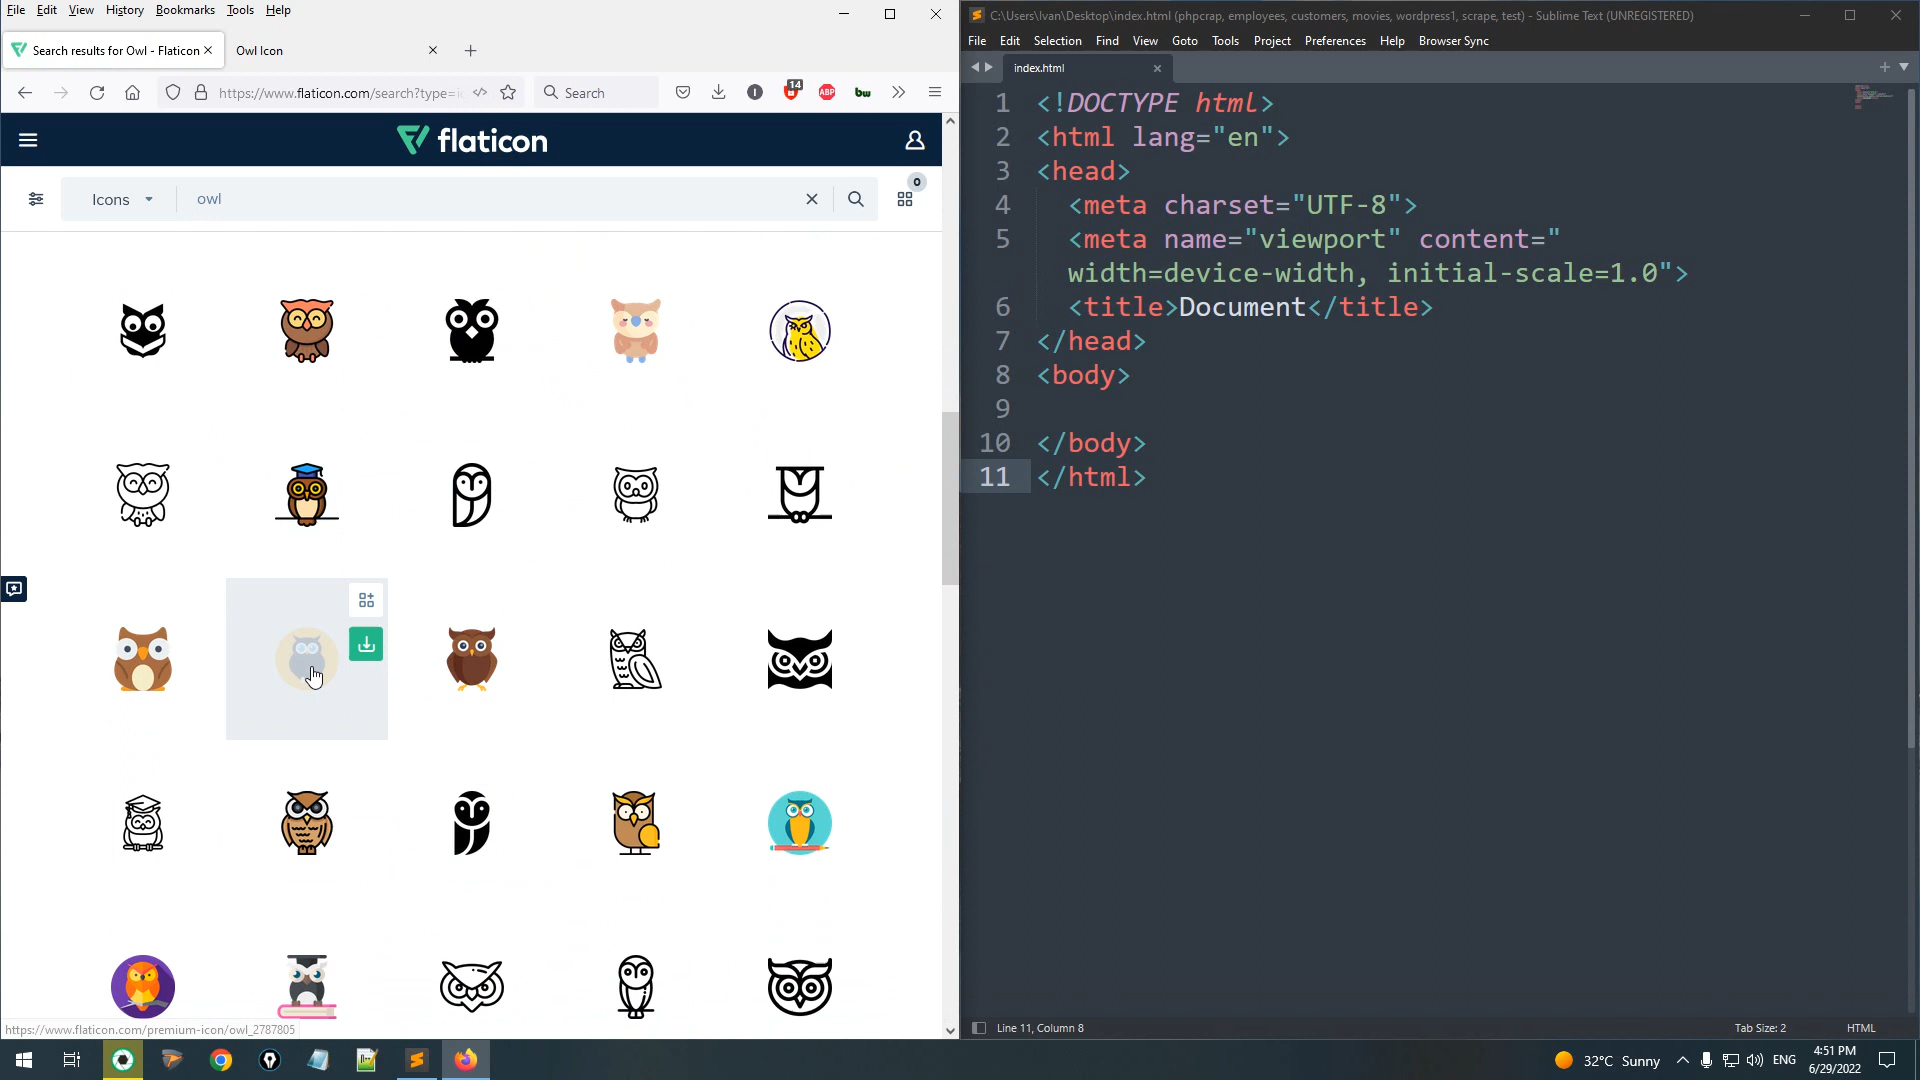 File Edit View History Bookmarks Tools Help
Search results for Owl - Flaticon
Owl Icon
https://www.flaticon.com/search?type=i
Search
14
ABP
bw
flaticon
Icons
owl
0
https://www.flaticon.com/premium-icon/owl_2787805
C:\Users\Ivan\Desktop\index.html (phpcrap, employees, customers, movies, wordpress1, scrape, test) - Sublime Text (UNREGISTERED)
File Edit Selection Find View Goto Tools Project Preferences Help Browser Sync
index.html
1 <!DOCTYPE html>
2 <html lang="en">
3 <head>
4 <meta charset="UTF-8">
5 <meta name="viewport" content="
width=device-width, initial-scale=1.0">
6 <title>Document</title>
7 </head>
8 <body>
9
10 </body>
11 </html>
Line 11, Column 8
Tab Size: 2
HTML
32°C Sunny
ENG
4:51 PM
6/29/2022